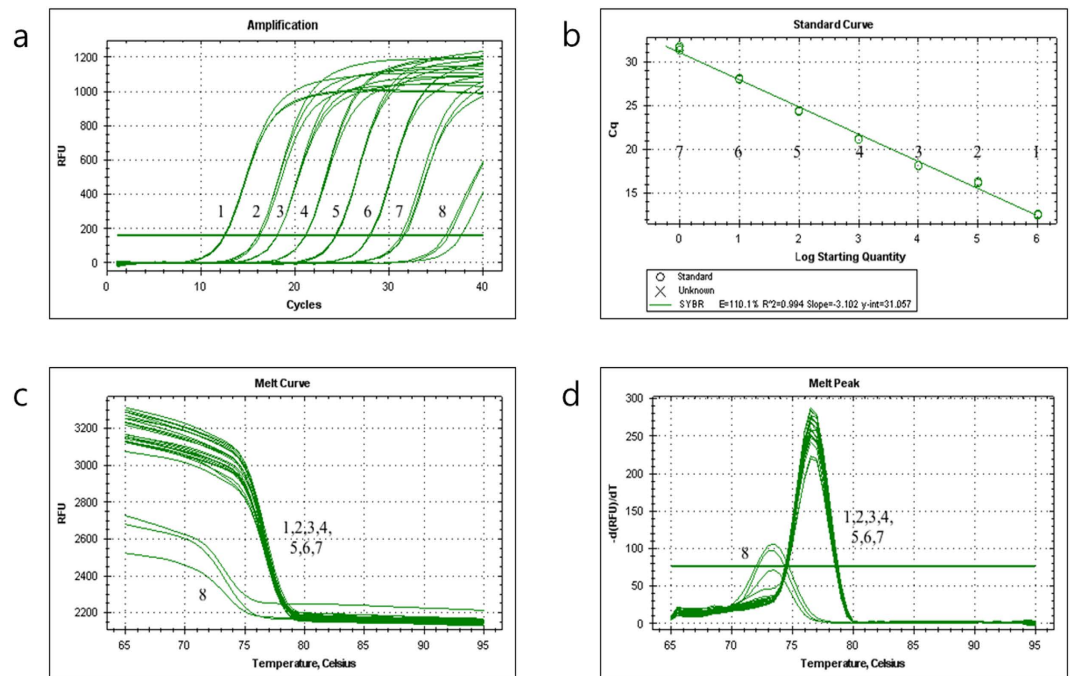 a
Amplification
1200
1000
800
600
400
200
0
RFU
1 2 3 4 5 6 7 8
0 10 20 30 40
Cycles
b
Standard Curve
30
25
20
15
Cq
7 6 5 4 3 2 1
0 1 2 3 4 5 6
Log Starting Quantity
Standard
Unknown
SYBR E=110.1% R^2=0.994 Slope=-3.102 y-int=31.057
c
Melt Curve
3200
3000
2800
2600
2400
2200
RFU
1,2,3,4,
5,6,7
8
65 70 75 80 85 90 95
Temperature, Celsius
d
Melt Peak
300
250
200
150
100
50
0
-d(RFU)/dT
8
1,2,3,4,
5,6,7
65 70 75 80 85 90 95
Temperature, Celsius